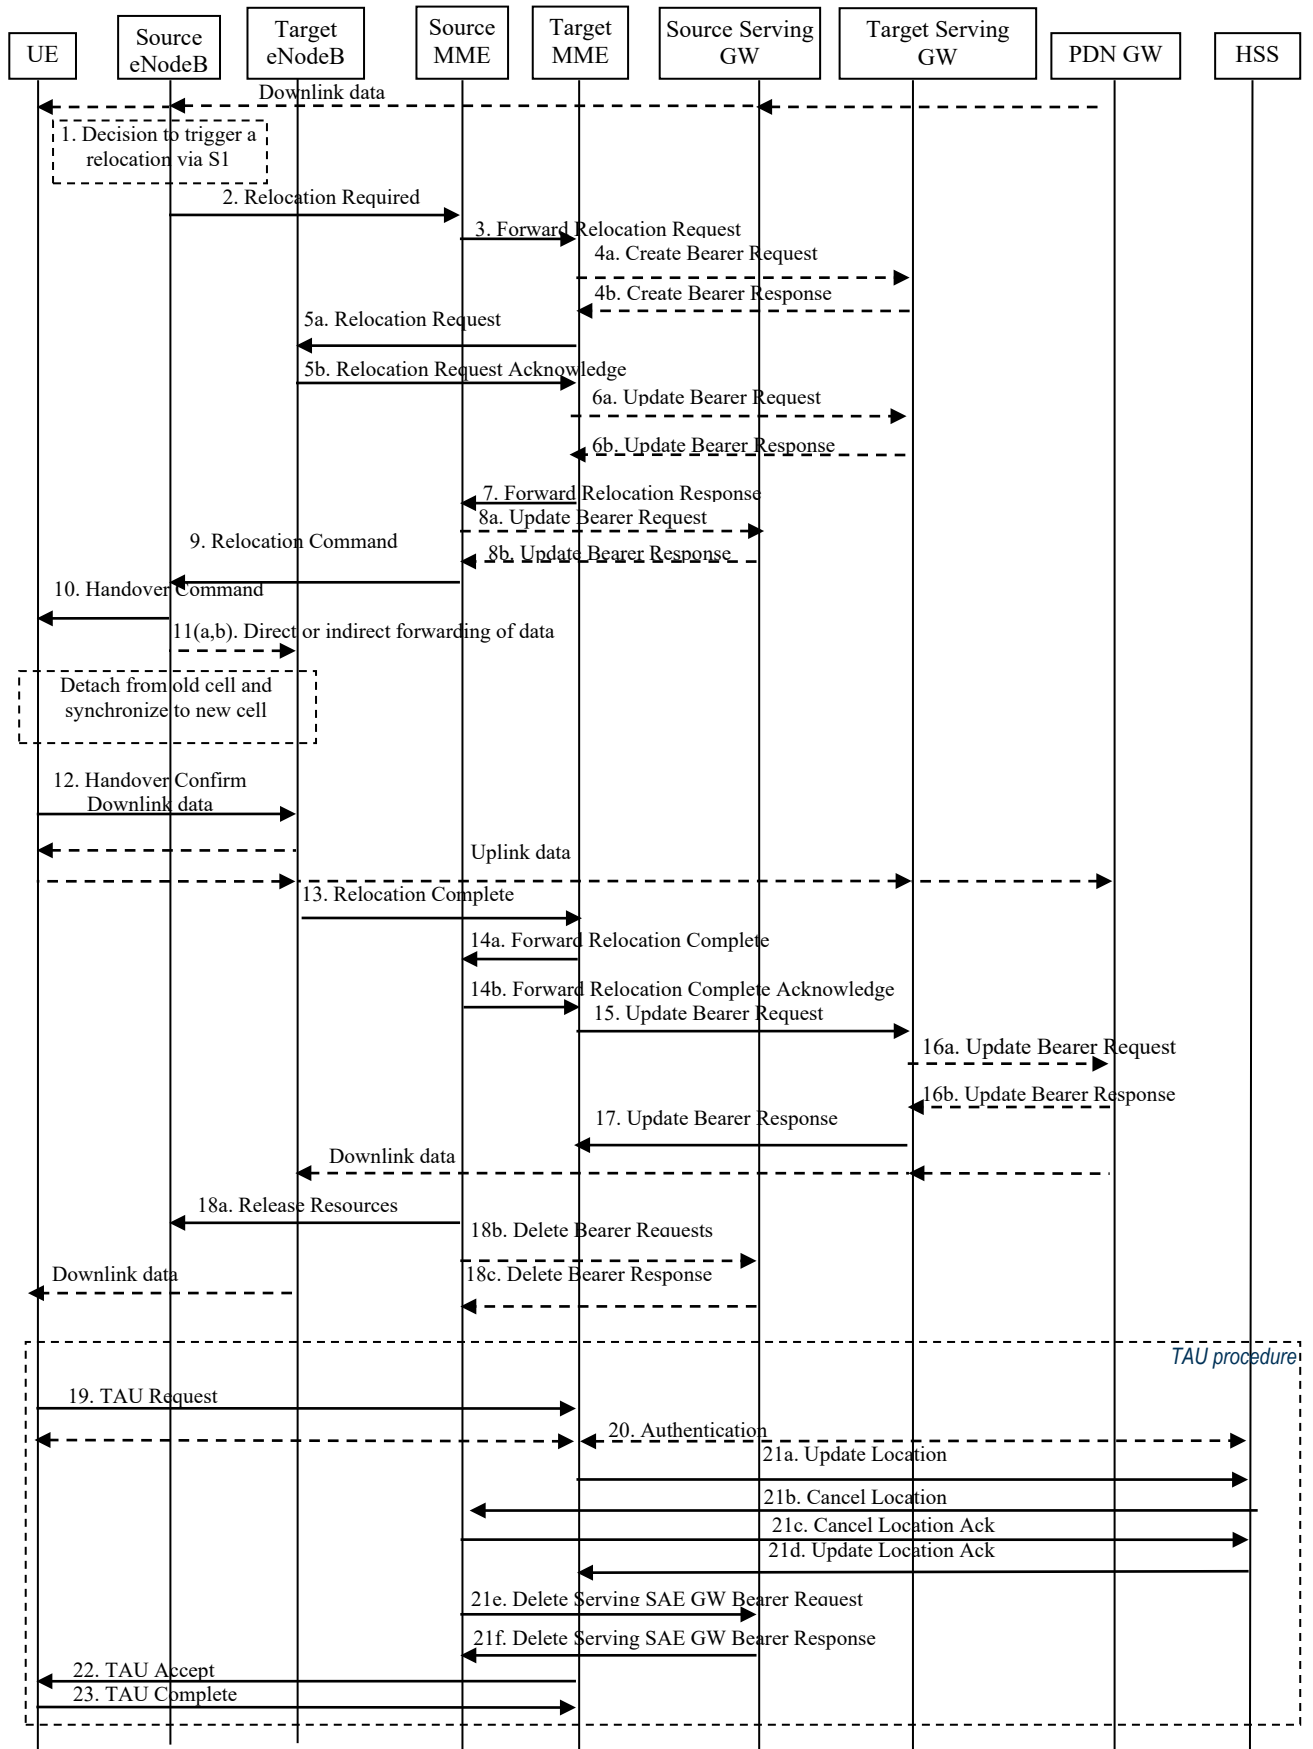 UE
Source
eNodeB
Target
eNodeB
Source
MME
Target
MME
Source Serving
GW
Target Serving
GW
PDN GW
HSS
Downlink data
1. Decision to trigger a
relocation via S1
2. Relocation Required
3. Forward Relocation Request
4a. Create Bearer Request
4b. Create Bearer Response
5a. Relocation Request
5b. Relocation Request Acknowledge
6a. Update Bearer Request
6b. Update Bearer Response
7. Forward Relocation Response
8a. Update Bearer Request
9. Relocation Command
8b. Update Bearer Response
10. Handover Command
11(a,b). Direct or indirect forwarding of data
Detach from old cell and
synchronize to new cell
12. Handover Confirm
Downlink data
Uplink data
13. Relocation Complete
14a. Forward Relocation Complete
14b. Forward Relocation Complete Acknowledge
15. Update Bearer Request
16a. Update Bearer Request
16b. Update Bearer Response
17. Update Bearer Response
Downlink data
18a. Release Resources
18b. Delete Bearer Requests
Downlink data
18c. Delete Bearer Response
TAU procedure
19. TAU Request
20. Authentication
21a. Update Location
21b. Cancel Location
21c. Cancel Location Ack
21d. Update Location Ack
21e. Delete Serving SAE GW Bearer Request
21f. Delete Serving SAE GW Bearer Response
22. TAU Accept
23. TAU Complete